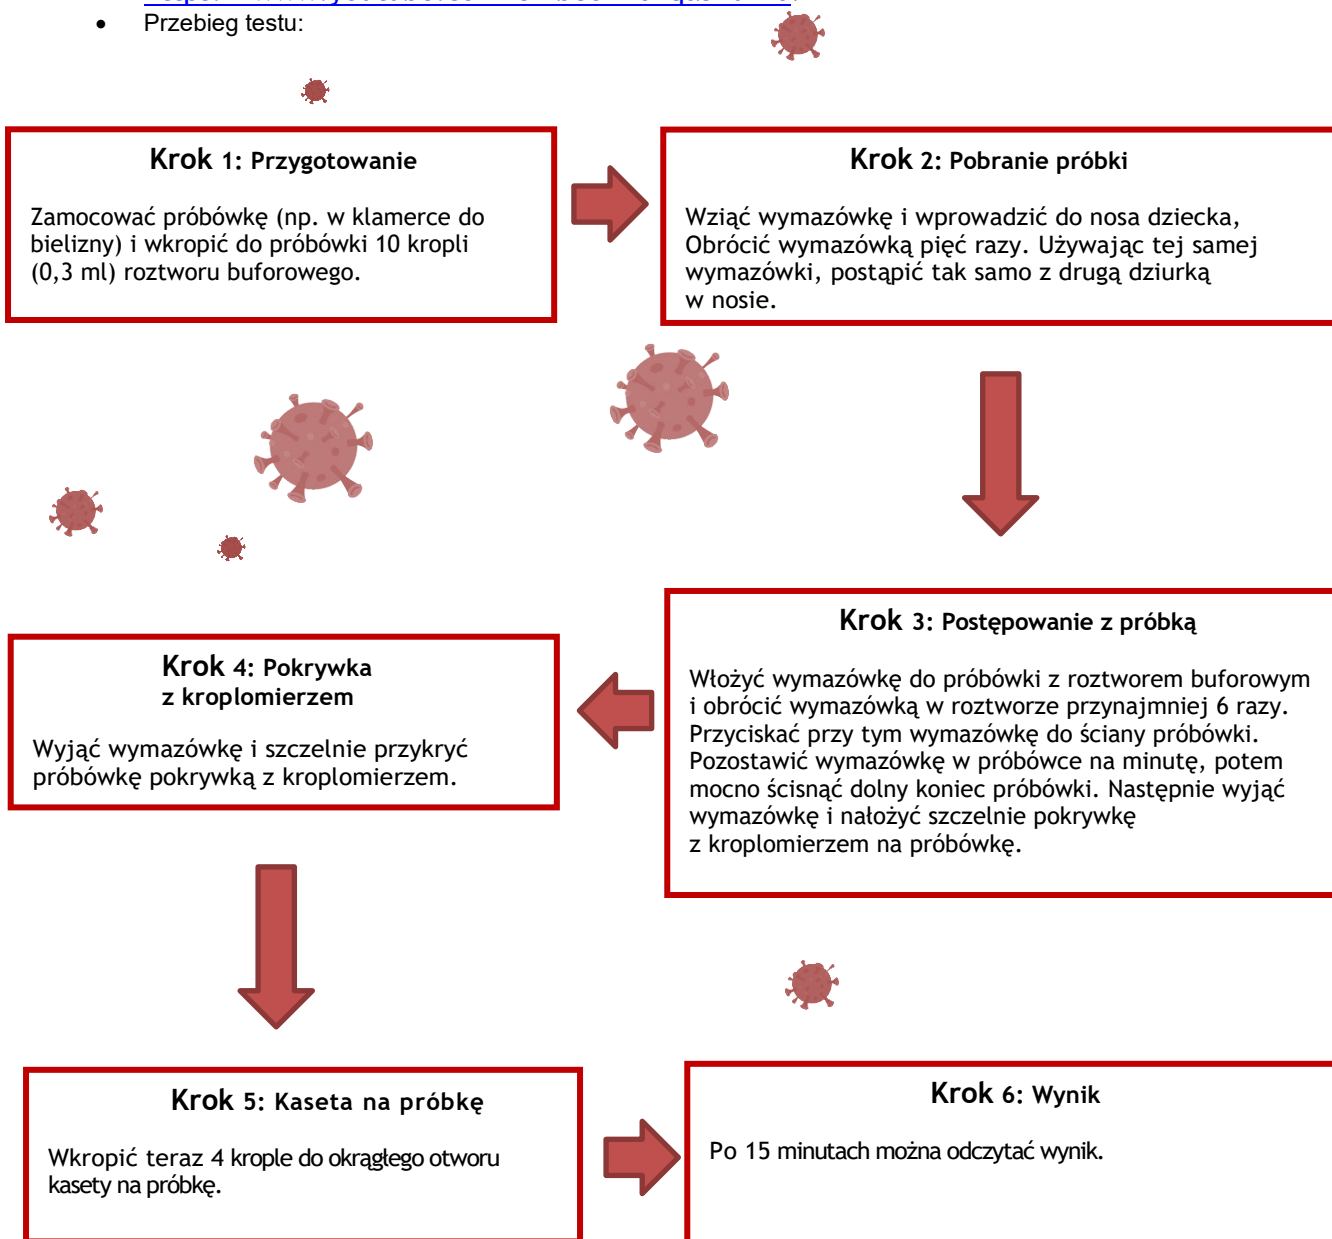 • Przebieg testu:
Krok 1: Przygotowanie
Zamocować próbówkę (np. w klamerce do
bielizny) i wkropić do próbówki 10 kropli
(0,3 ml) roztworu buforowego.
Krok 2: Pobranie próbki
Wziąć wymazówkę i wprowadzić do nosa dziecka,
Obrócić wymazówką pięć razy. Używając tej samej
wymazówki, postąpić tak samo z drugą dziurką
w nosie.
Krok 3: Postępowanie z próbką
Włożyć wymazówkę do próbówki z roztworem buforowym
i obrócić wymazówką w roztworze przynajmniej 6 razy.
Przyciskać przy tym wymazówkę do ściany próbówki.
Pozostawić wymazówkę w próbówce na minutę, potem
mocno ścisnąć dolny koniec próbówki. Następnie wyjąć
wymazówkę i nałożyć szczelnie pokrywkę
z kroplomierzem na próbówkę.
Krok 4: Pokrywka
z kroplomierzem
Wyjąć wymazówkę i szczelnie przykryć
próbówkę pokrywką z kroplomierzem.
Krok 5: Kaseta na próbkę
Wkropić teraz 4 krople do okrągłego otworu
kasety na próbkę.
Krok 6: Wynik
Po 15 minutach można odczytać wynik.